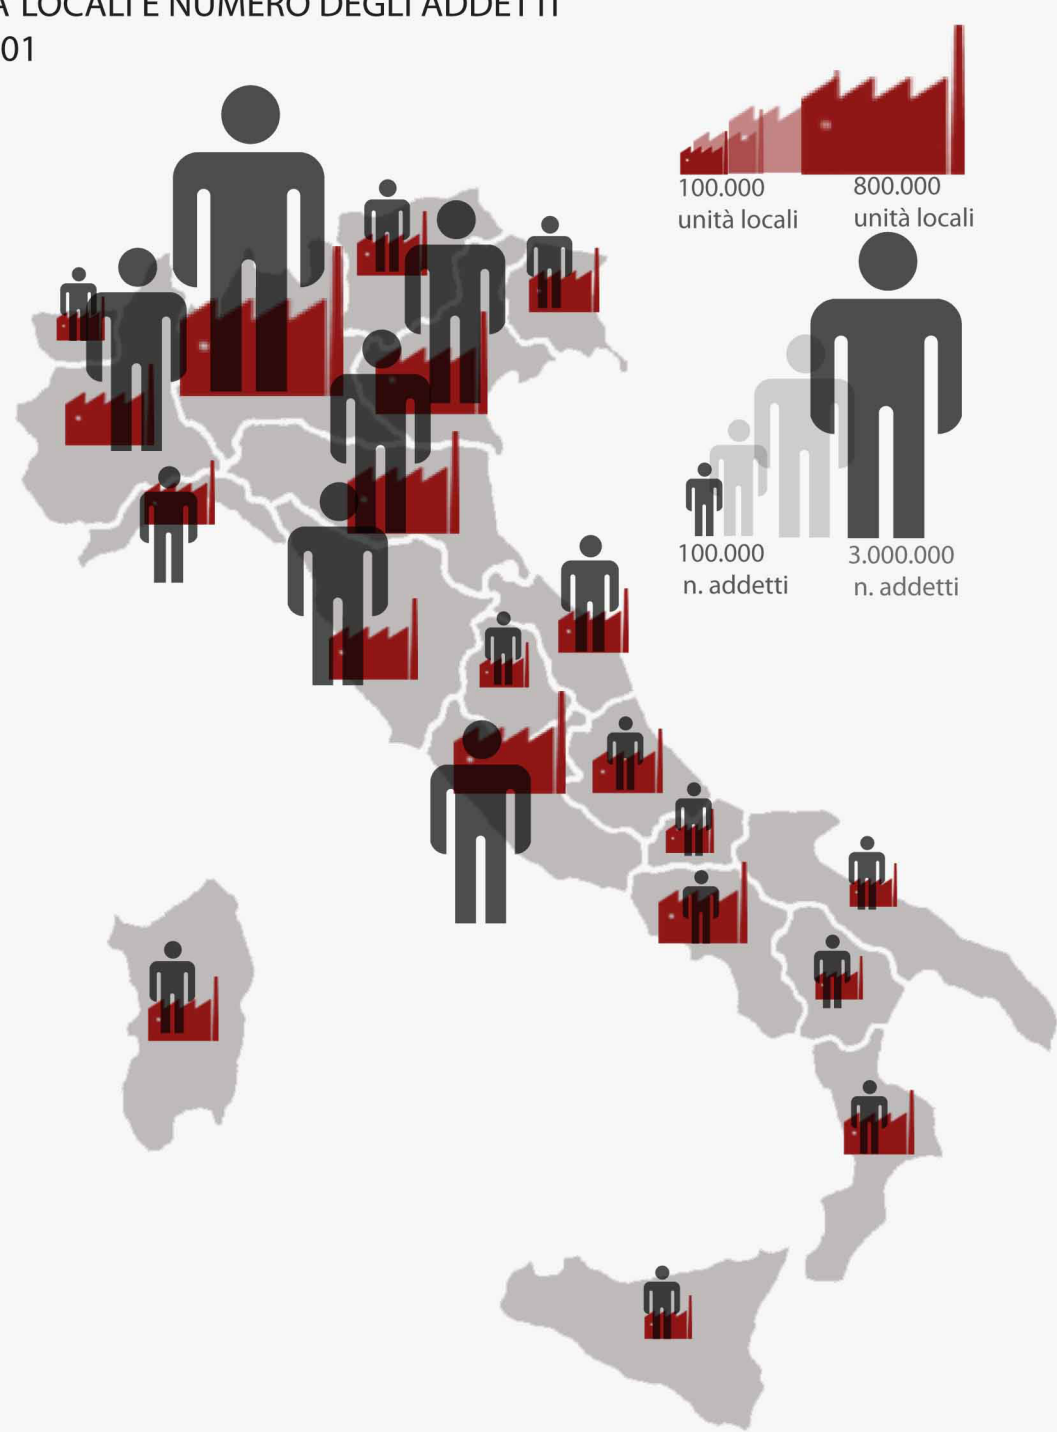 À LOCALI E NUMERO DEGLI ADDETTI
01
100.000
unità locali
800.000
unità locali
100.000
n. addetti
3.000.000
n. addetti